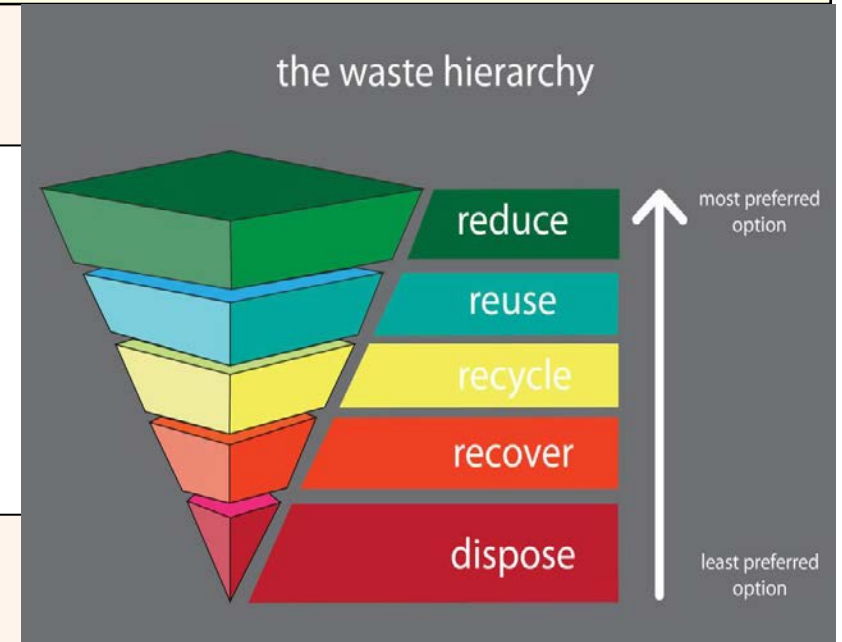 the waste hierarchy
reduce
reuse
recycle
recover
dispose
most preferred
option
least preferred
option